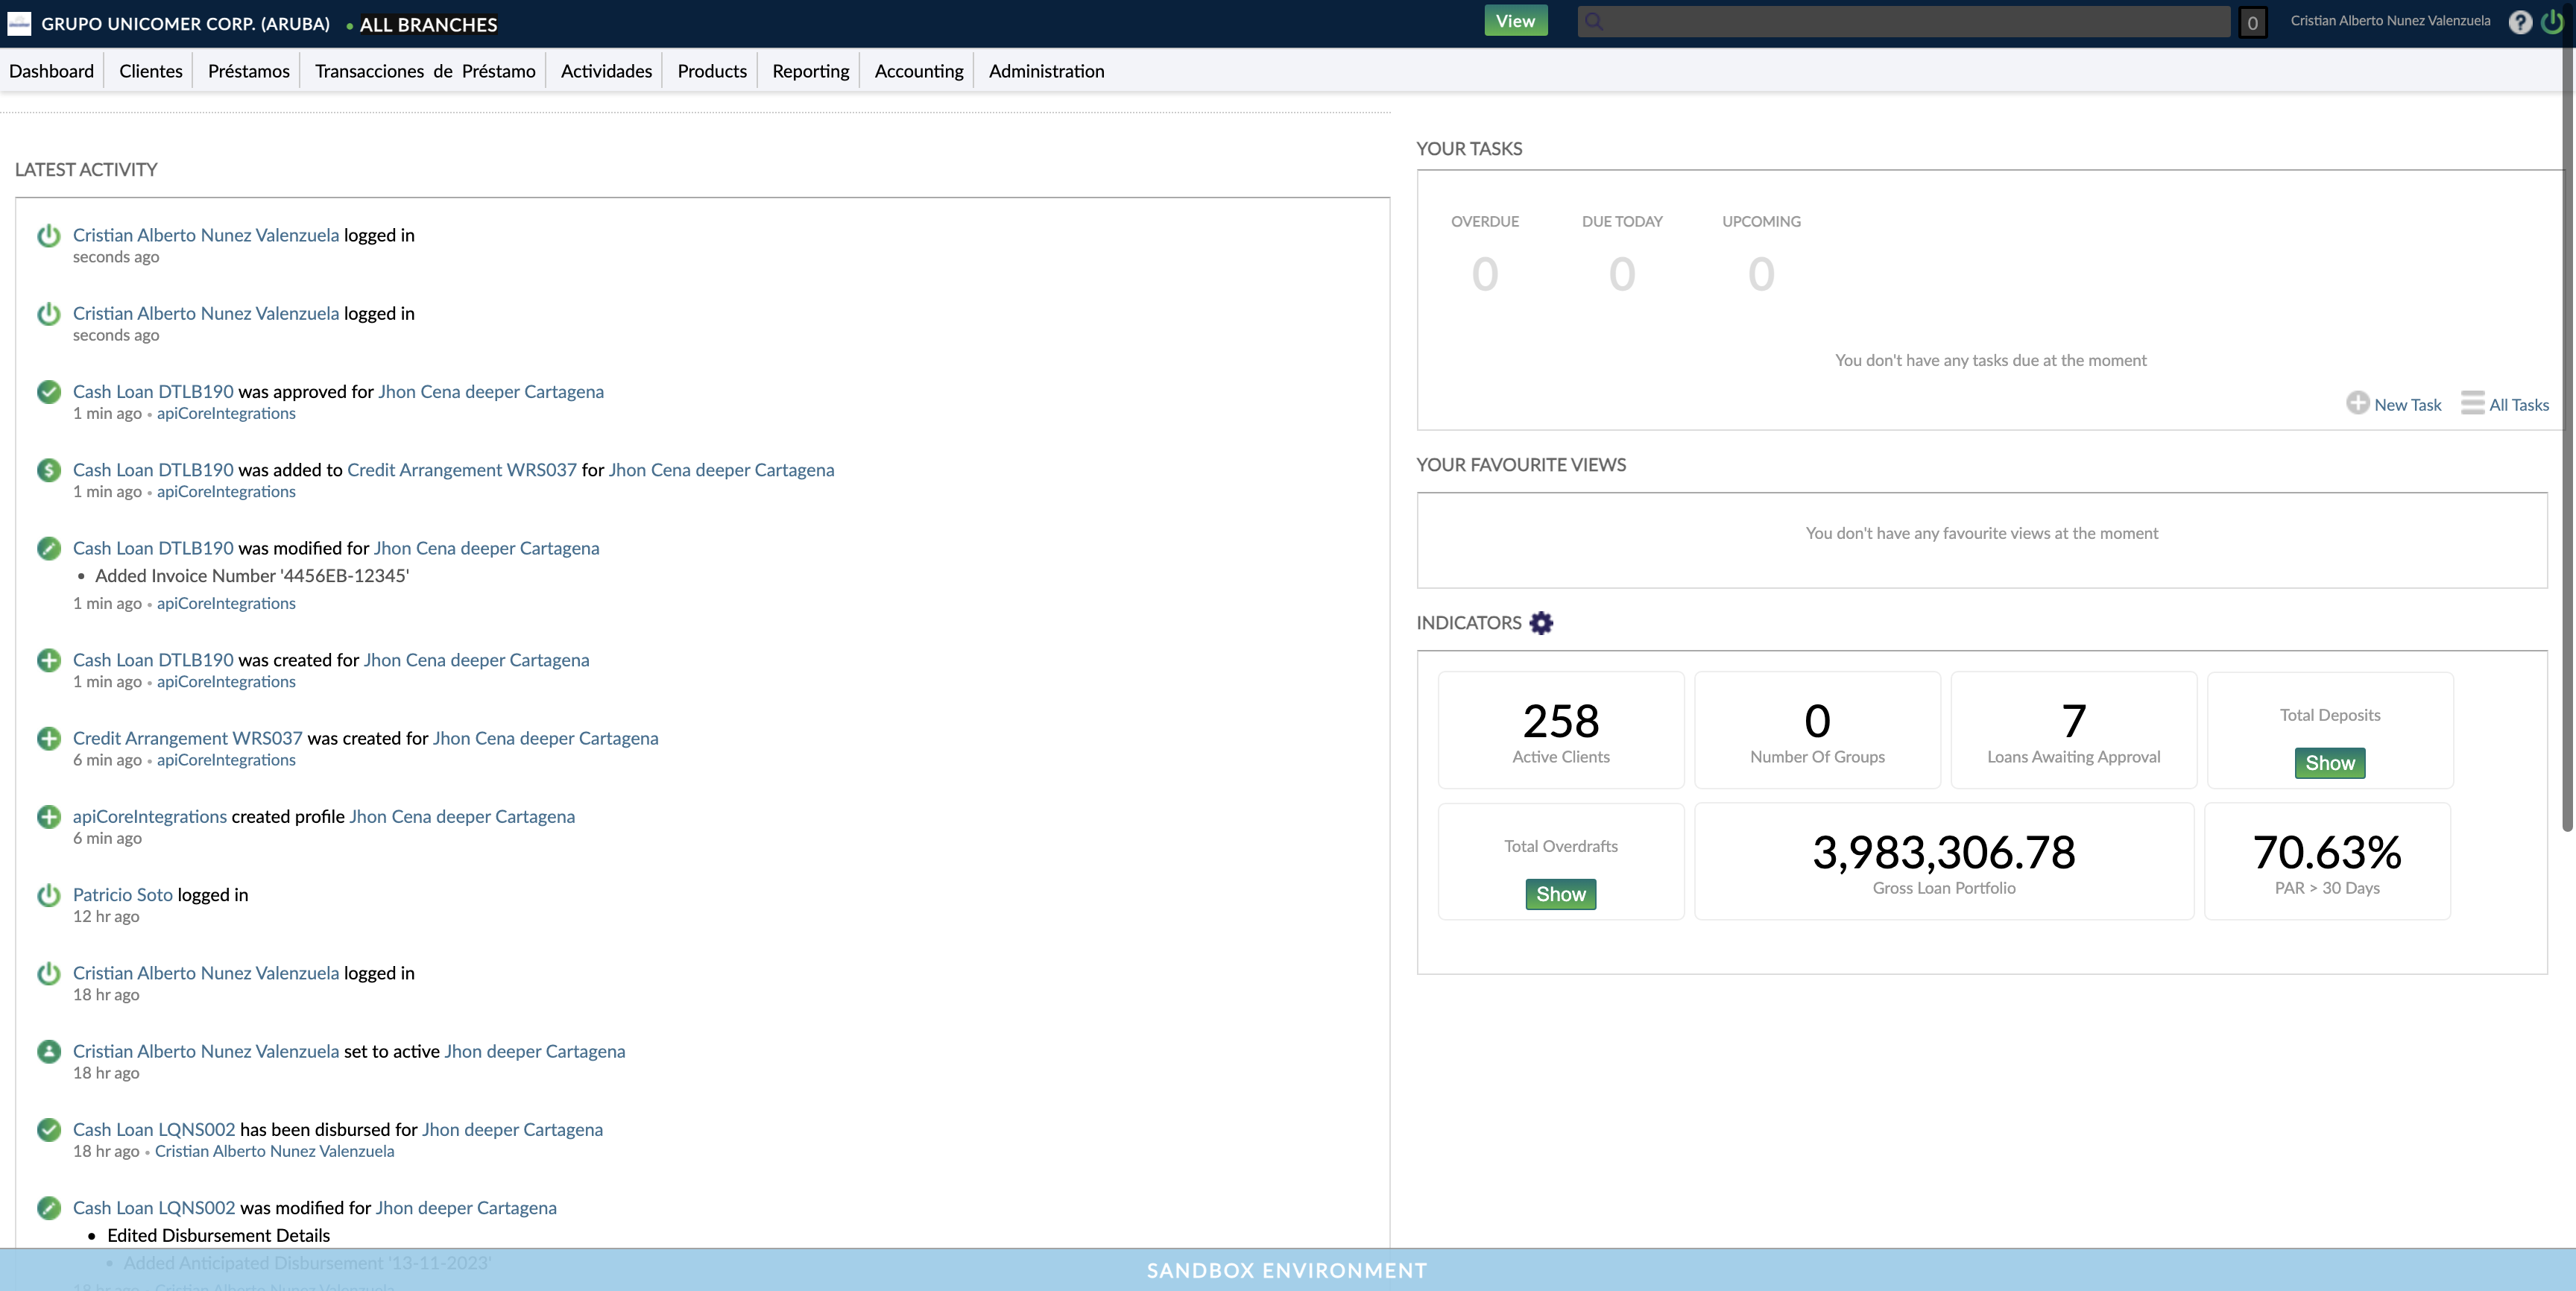 GRUPO UNICOMER CORP. (ARUBA) • ALL BRANCHES
View
0
Cristian Alberto Nunez Valenzuela
?
Dashboard
Clientes
Préstamos
Transacciones de Préstamo
Actividades
Products
Reporting
Accounting
Administration
LATEST ACTIVITY
Cristian Alberto Nunez Valenzuela logged in
seconds ago
Cristian Alberto Nunez Valenzuela logged in
seconds ago
Cash Loan DTLB190 was approved for Jhon Cena deeper Cartagena
1 min ago • apiCoreIntegrations
Cash Loan DTLB190 was added to Credit Arrangement WRS037 for Jhon Cena deeper Cartagena
1 min ago • apiCoreIntegrations
Cash Loan DTLB190 was modified for Jhon Cena deeper Cartagena
• Added Invoice Number '4456EB-12345'
1 min ago • apiCoreIntegrations
Cash Loan DTLB190 was created for Jhon Cena deeper Cartagena
1 min ago • apiCoreIntegrations
Credit Arrangement WRS037 was created for Jhon Cena deeper Cartagena
6 min ago • apiCoreIntegrations
apiCoreIntegrations created profile Jhon Cena deeper Cartagena
6 min ago
Patricio Soto logged in
12 hr ago
Cristian Alberto Nunez Valenzuela logged in
18 hr ago
Cristian Alberto Nunez Valenzuela set to active Jhon deeper Cartagena
18 hr ago
Cash Loan LQNS002 has been disbursed for Jhon deeper Cartagena
18 hr ago • Cristian Alberto Nunez Valenzuela
Cash Loan LQNS002 was modified for Jhon deeper Cartagena
• Edited Disbursement Details
• Added Anticipated Disbursement '13-11-2023'
18 hr ago • Cristian Alberto Nunez Valenzuela
YOUR TASKS
OVERDUE
DUE TODAY
UPCOMING
0
0
0
You don't have any tasks due at the moment
New Task
All Tasks
YOUR FAVOURITE VIEWS
You don't have any favourite views at the moment
INDICATORS
258
Active Clients
0
Number Of Groups
7
Loans Awaiting Approval
Total Deposits
Show
Total Overdrafts
Show
3,983,306.78
Gross Loan Portfolio
70.63%
PAR > 30 Days
SANDBOX ENVIRONMENT